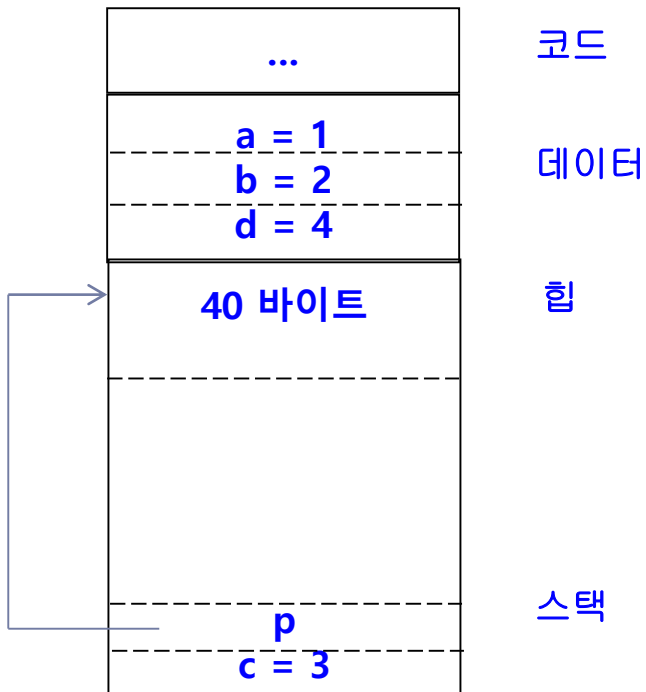 ...
코드
a = 1
b = 2
데이터
d = 4
40 바이트
힙
스택
p
c = 3